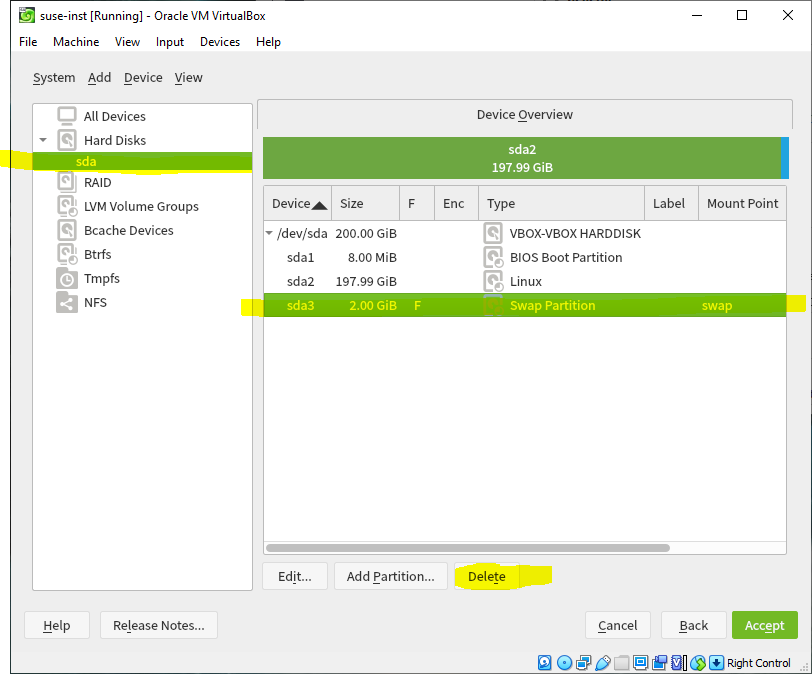 suse-inst [Running] - Oracle VM VirtualBox
File Machine View Input Devices Help
System Add Device View
All Devices
Hard Disks
sda
RAID
LVM Volume Groups
Bcache Devices
Btrfs
Tmpfs
NFS
Device Overview
sda2
197.99 GiB
Device Size F Enc Type Label Mount Point
/dev/sda 200.00 GiB VBOX-VBOX HARDDISK
sda1 8.00 MiB BIOS Boot Partition
sda2 197.99 GiB Linux
sda3 2.00 GiB F Swap Partition swap
Edit... Add Partition... Delete
Help Release Notes... Cancel Back Accept
Right Control